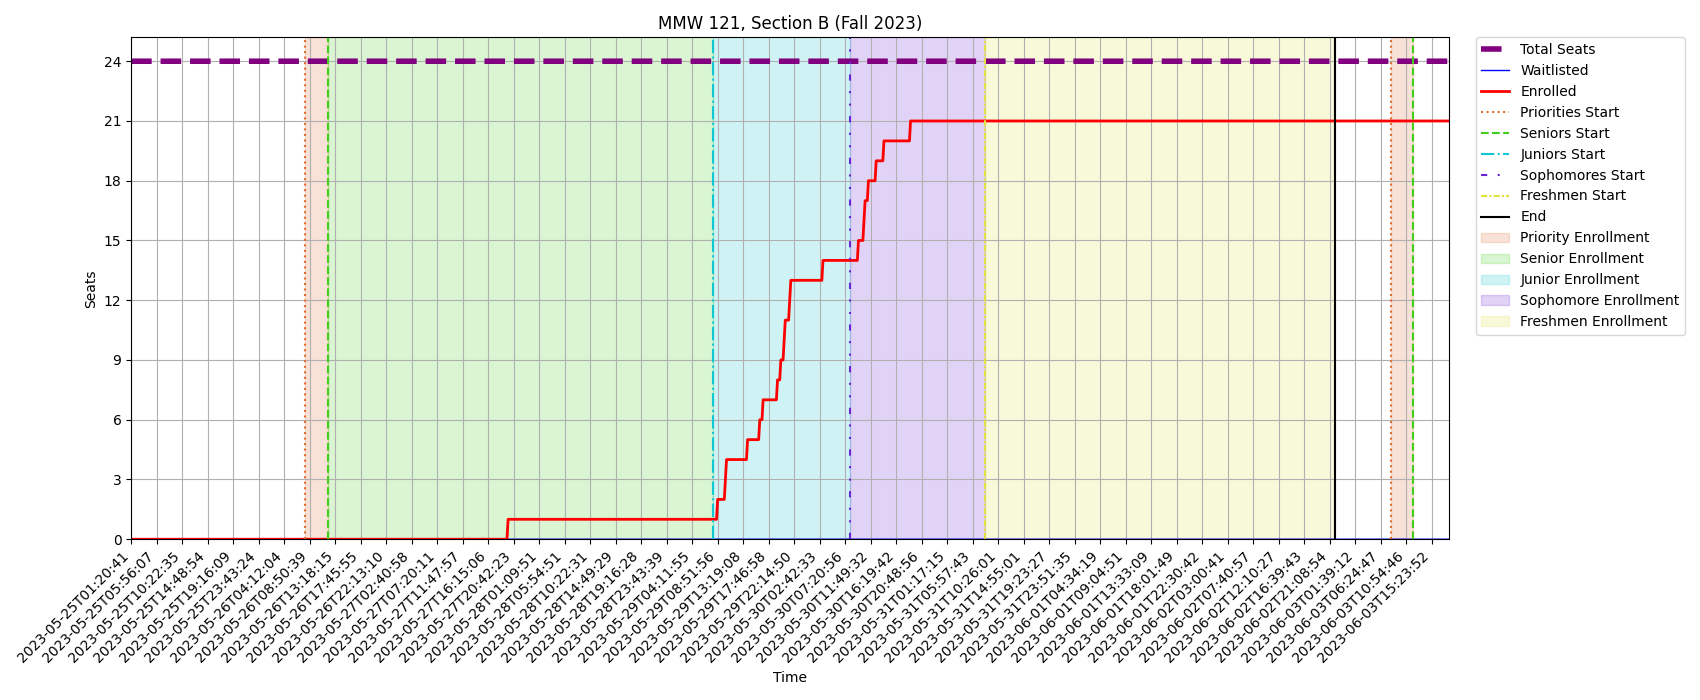 MMW 121, Section B (Fall 2023)
Seats
24
21
18
15
12
9
6
3
0
2023-05-25T01:20:41
2023-05-25T05:56:07
2023-05-25T10:22:35
2023-05-25T14:48:54
2023-05-25T19:16:09
2023-05-25T23:43:24
2023-05-26T04:12:04
2023-05-26T08:50:39
2023-05-26T13:18:15
2023-05-26T17:45:55
2023-05-26T22:13:10
2023-05-27T02:40:58
2023-05-27T07:20:11
2023-05-27T11:47:57
2023-05-27T16:15:06
2023-05-27T20:42:23
2023-05-28T01:09:51
2023-05-28T05:54:51
2023-05-28T10:22:31
2023-05-28T14:49:29
2023-05-28T19:16:28
2023-05-28T23:43:39
2023-05-29T04:11:55
2023-05-29T08:51:56
2023-05-29T13:19:08
2023-05-29T17:46:58
2023-05-29T22:14:50
2023-05-30T02:42:33
2023-05-30T07:20:56
2023-05-30T11:49:32
2023-05-30T16:19:42
2023-05-30T20:48:56
2023-05-31T01:17:15
2023-05-31T05:57:43
2023-05-31T10:26:01
2023-05-31T14:55:01
2023-05-31T19:23:27
2023-05-31T23:51:35
2023-06-01T04:34:19
2023-06-01T09:04:51
2023-06-01T13:33:09
2023-06-01T18:01:49
2023-06-01T22:30:42
2023-06-02T03:00:41
2023-06-02T07:40:57
2023-06-02T12:10:27
2023-06-02T16:39:43
2023-06-02T21:08:54
2023-06-03T01:39:12
2023-06-03T06:24:47
2023-06-03T10:54:46
2023-06-03T15:23:52
Time
Total Seats
Waitlisted
Enrolled
Priorities Start
Seniors Start
Juniors Start
Sophomores Start
Freshmen Start
End
Priority Enrollment
Senior Enrollment
Junior Enrollment
Sophomore Enrollment
Freshmen Enrollment